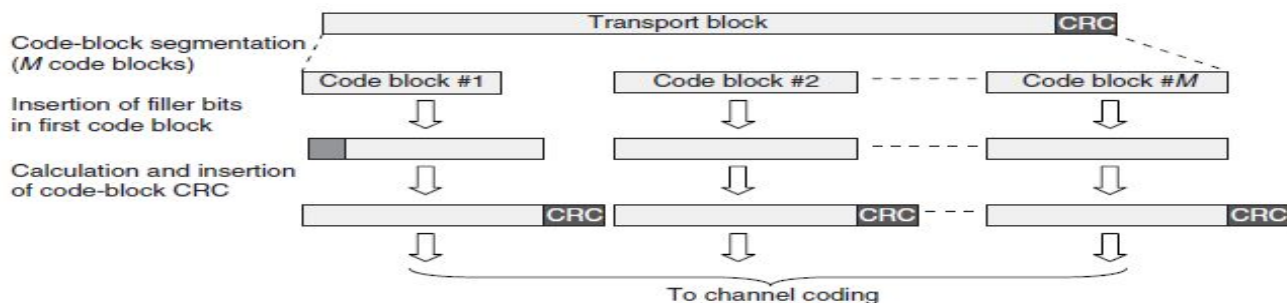 Transport block CRC
Code-block segmentation
(M code blocks)
Code block #1 Code block #2 Code block #M
Insertion of filler bits
in first code block
Calculation and insertion
of code-block CRC
CRC CRC CRC
To channel coding